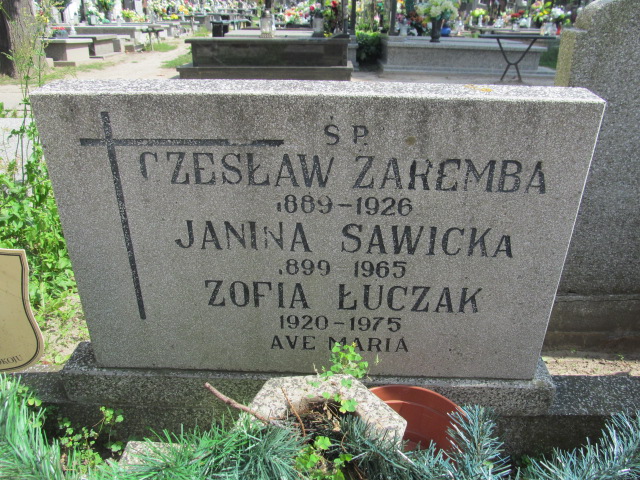 Ś.P.
CZESŁAW ZAREMBA
1889-1926
JANINA SAWICKA
1899-1965
ZOFIA ŁUCZAK
1920-1975
AVE MARIA